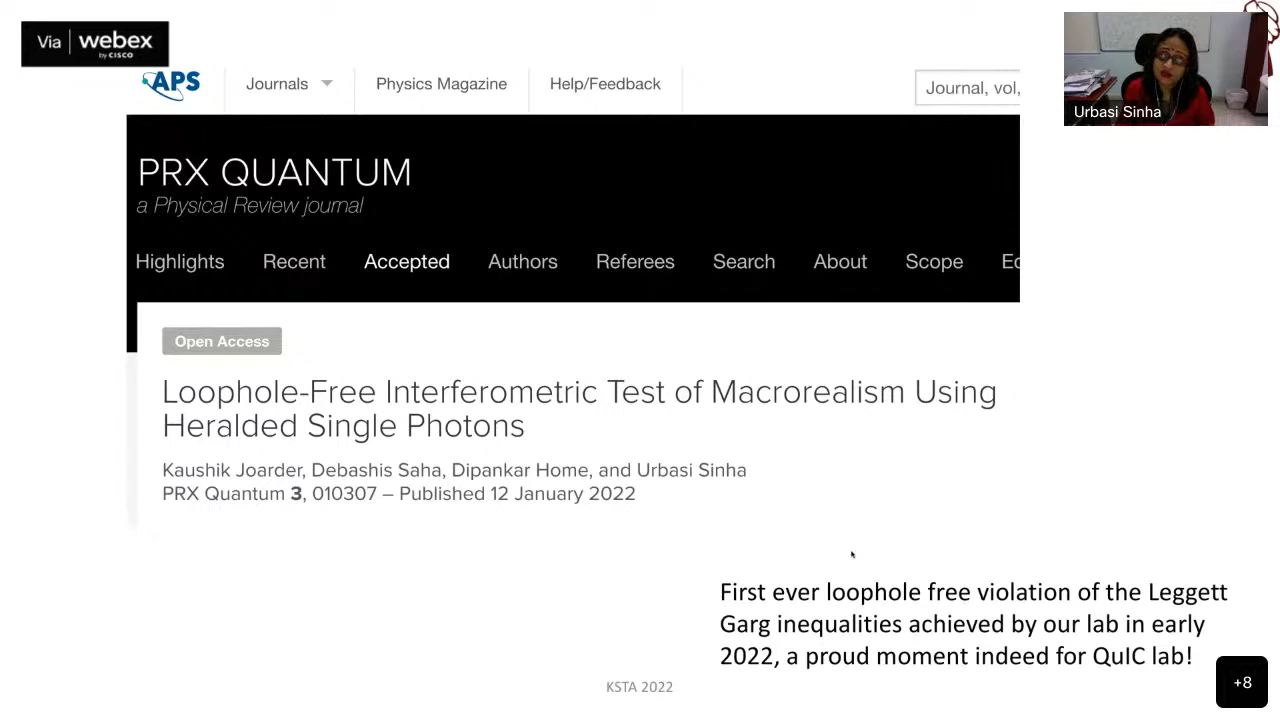 Via | webex
by CISCO
APS
Journals
Physics Magazine
Help/Feedback
Journal, vol,
Urbasi Sinha
PRX QUANTUM
a Physical Review journal
Highlights Recent Accepted Authors Referees Search About Scope
Open Access
Loophole-Free Interferometric Test of Macrorealism Using
Heralded Single Photons
Kaushik Joarder, Debashis Saha, Dipankar Home, and Urbasi Sinha
PRX Quantum 3, 010307 – Published 12 January 2022
First ever loophole free violation of the Leggett
Garg inequalities achieved by our lab in early
2022, a proud moment indeed for QuIC lab!
KSTA 2022
+8